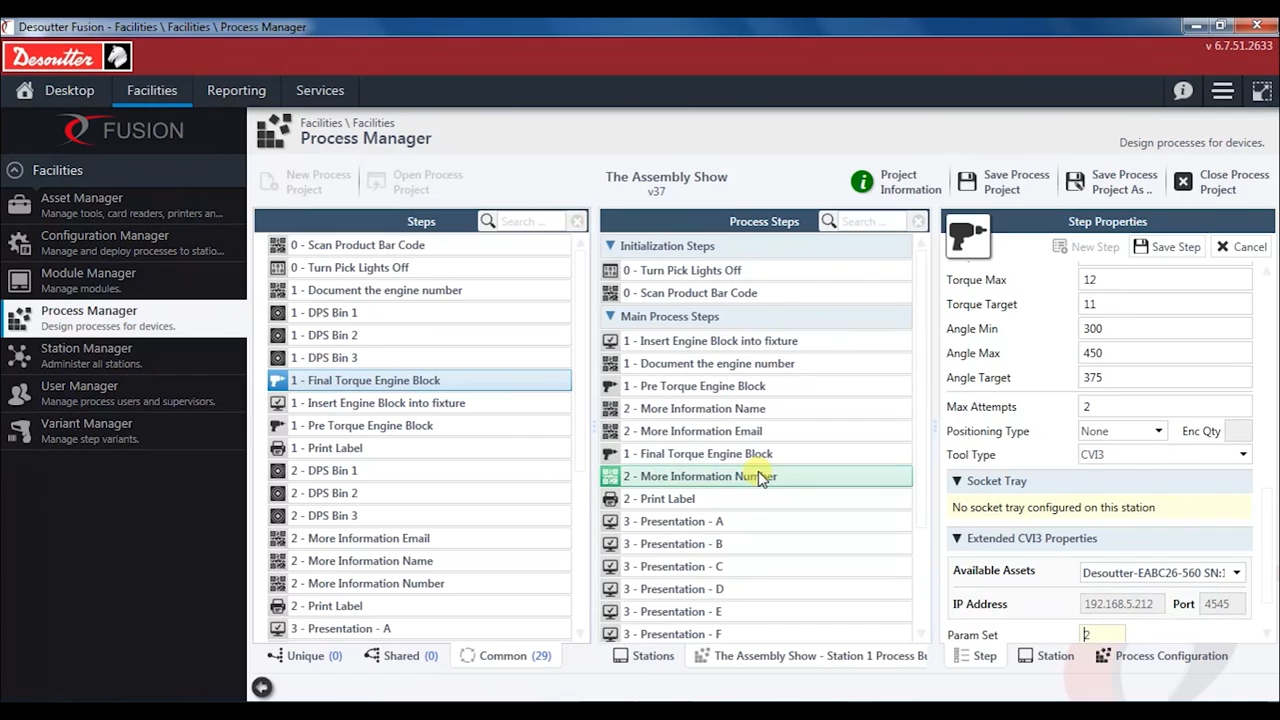 Desoutter Fusion - Facilities \ Facilities \ Process Manager
Desoutter
v 6.7.51.2633
Desktop
Facilities
Reporting
Services
FUSION
Facilities
Asset Manager
Manage tools, card readers, printers an...
Configuration Manager
Manage and deploy processes to statio...
Module Manager
Manage modules.
Process Manager
Design processes for devices.
Station Manager
Administer all stations.
User Manager
Manage process users and supervisors.
Variant Manager
Manage step variants.
Facilities \ Facilities
Process Manager
Design processes for devices.
New Process
Project
Open Process
Project
The Assembly Show
v37
Project
Information
Save Process
Project
Save Process
Project As ..
Close Process
Project
Steps
Search ...
0 - Scan Product Bar Code
0 - Turn Pick Lights Off
1 - Document the engine number
1 - DPS Bin 1
1 - DPS Bin 2
1 - DPS Bin 3
1 - Final Torque Engine Block
1 - Insert Engine Block into fixture
1 - Pre Torque Engine Block
1 - Print Label
2 - DPS Bin 1
2 - DPS Bin 2
2 - DPS Bin 3
2 - More Information Email
2 - More Information Name
2 - More Information Number
2 - Print Label
3 - Presentation - A
Unique (0)
Shared (0)
Common (29)
Process Steps
Search ...
Initialization Steps
0 - Turn Pick Lights Off
0 - Scan Product Bar Code
Main Process Steps
1 - Insert Engine Block into fixture
1 - Document the engine number
1 - Pre Torque Engine Block
2 - More Information Name
2 - More Information Email
1 - Final Torque Engine Block
2 - More Information Number
2 - Print Label
3 - Presentation - A
3 - Presentation - B
3 - Presentation - C
3 - Presentation - D
3 - Presentation - E
3 - Presentation - F
Stations
The Assembly Show - Station 1 Process Bu
Step Properties
New Step
Save Step
Cancel
Torque Max 12
Torque Target 11
Angle Min 300
Angle Max 450
Angle Target 375
Max Attempts 2
Positioning Type None Enc Qty
Tool Type CVI3
Socket Tray
No socket tray configured on this station
Extended CVI3 Properties
Available Assets Desoutter-EABC26-560 SN:1
IP Address 192.168.5.212 Port 4545
Param Set 2
Step
Station
Process Configuration